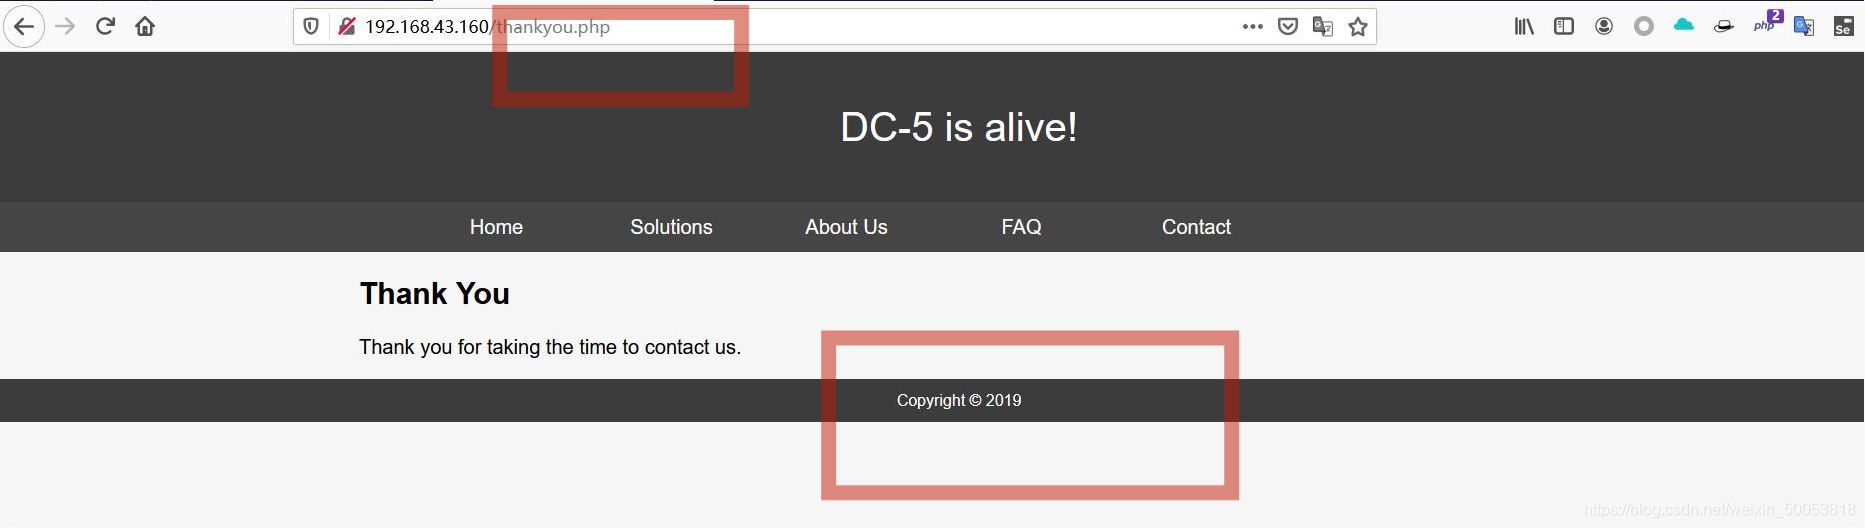 192.168.43.160/thankyou.php
php 2
Se
DC-5 is alive!
Home Solutions About Us FAQ Contact
Thank You
Thank you for taking the time to contact us.
Copyright © 2019
https://blog.csdn.net/weixin_50053818